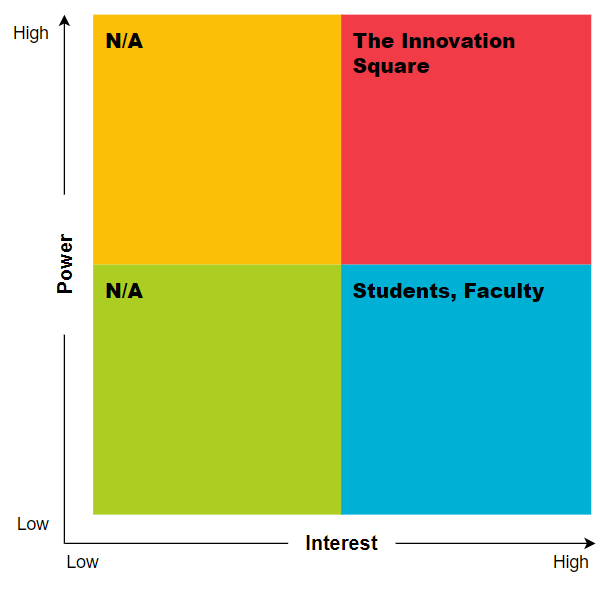 High
N/A
The Innovation
Square
Power
N/A
Students, Faculty
Low
Interest
Low
High